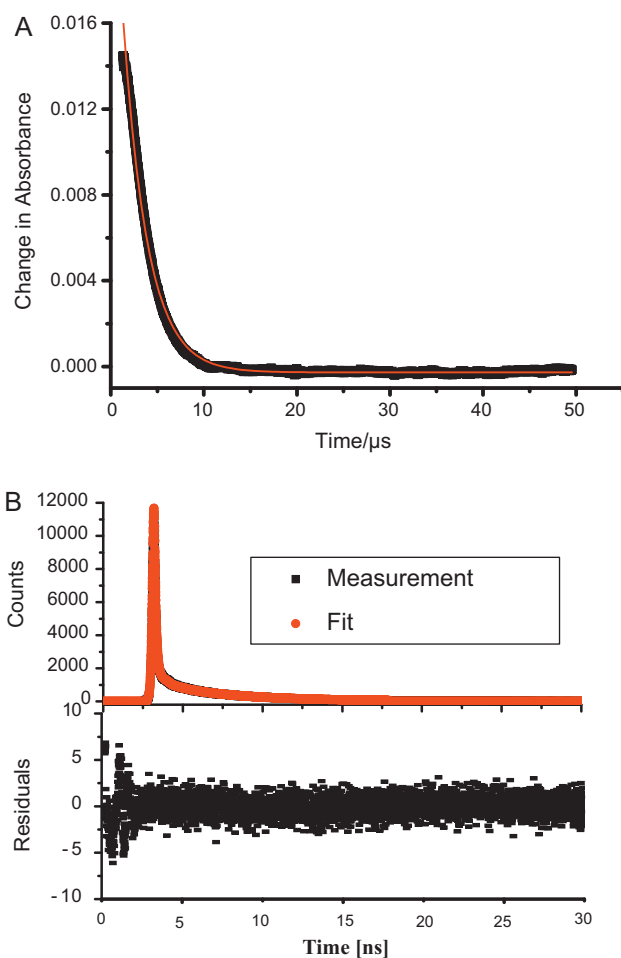 A
0.016
0.012
0.008
0.004
0.000
Change in Absorbance
0 10 20 30 40 50
Time/µs
B
12000
10000
8000
6000
4000
2000
0
Counts
Measurement
Fit
10
5
0
-5
-10
Residuals
0 5 10 15 20 25 30
Time [ns]